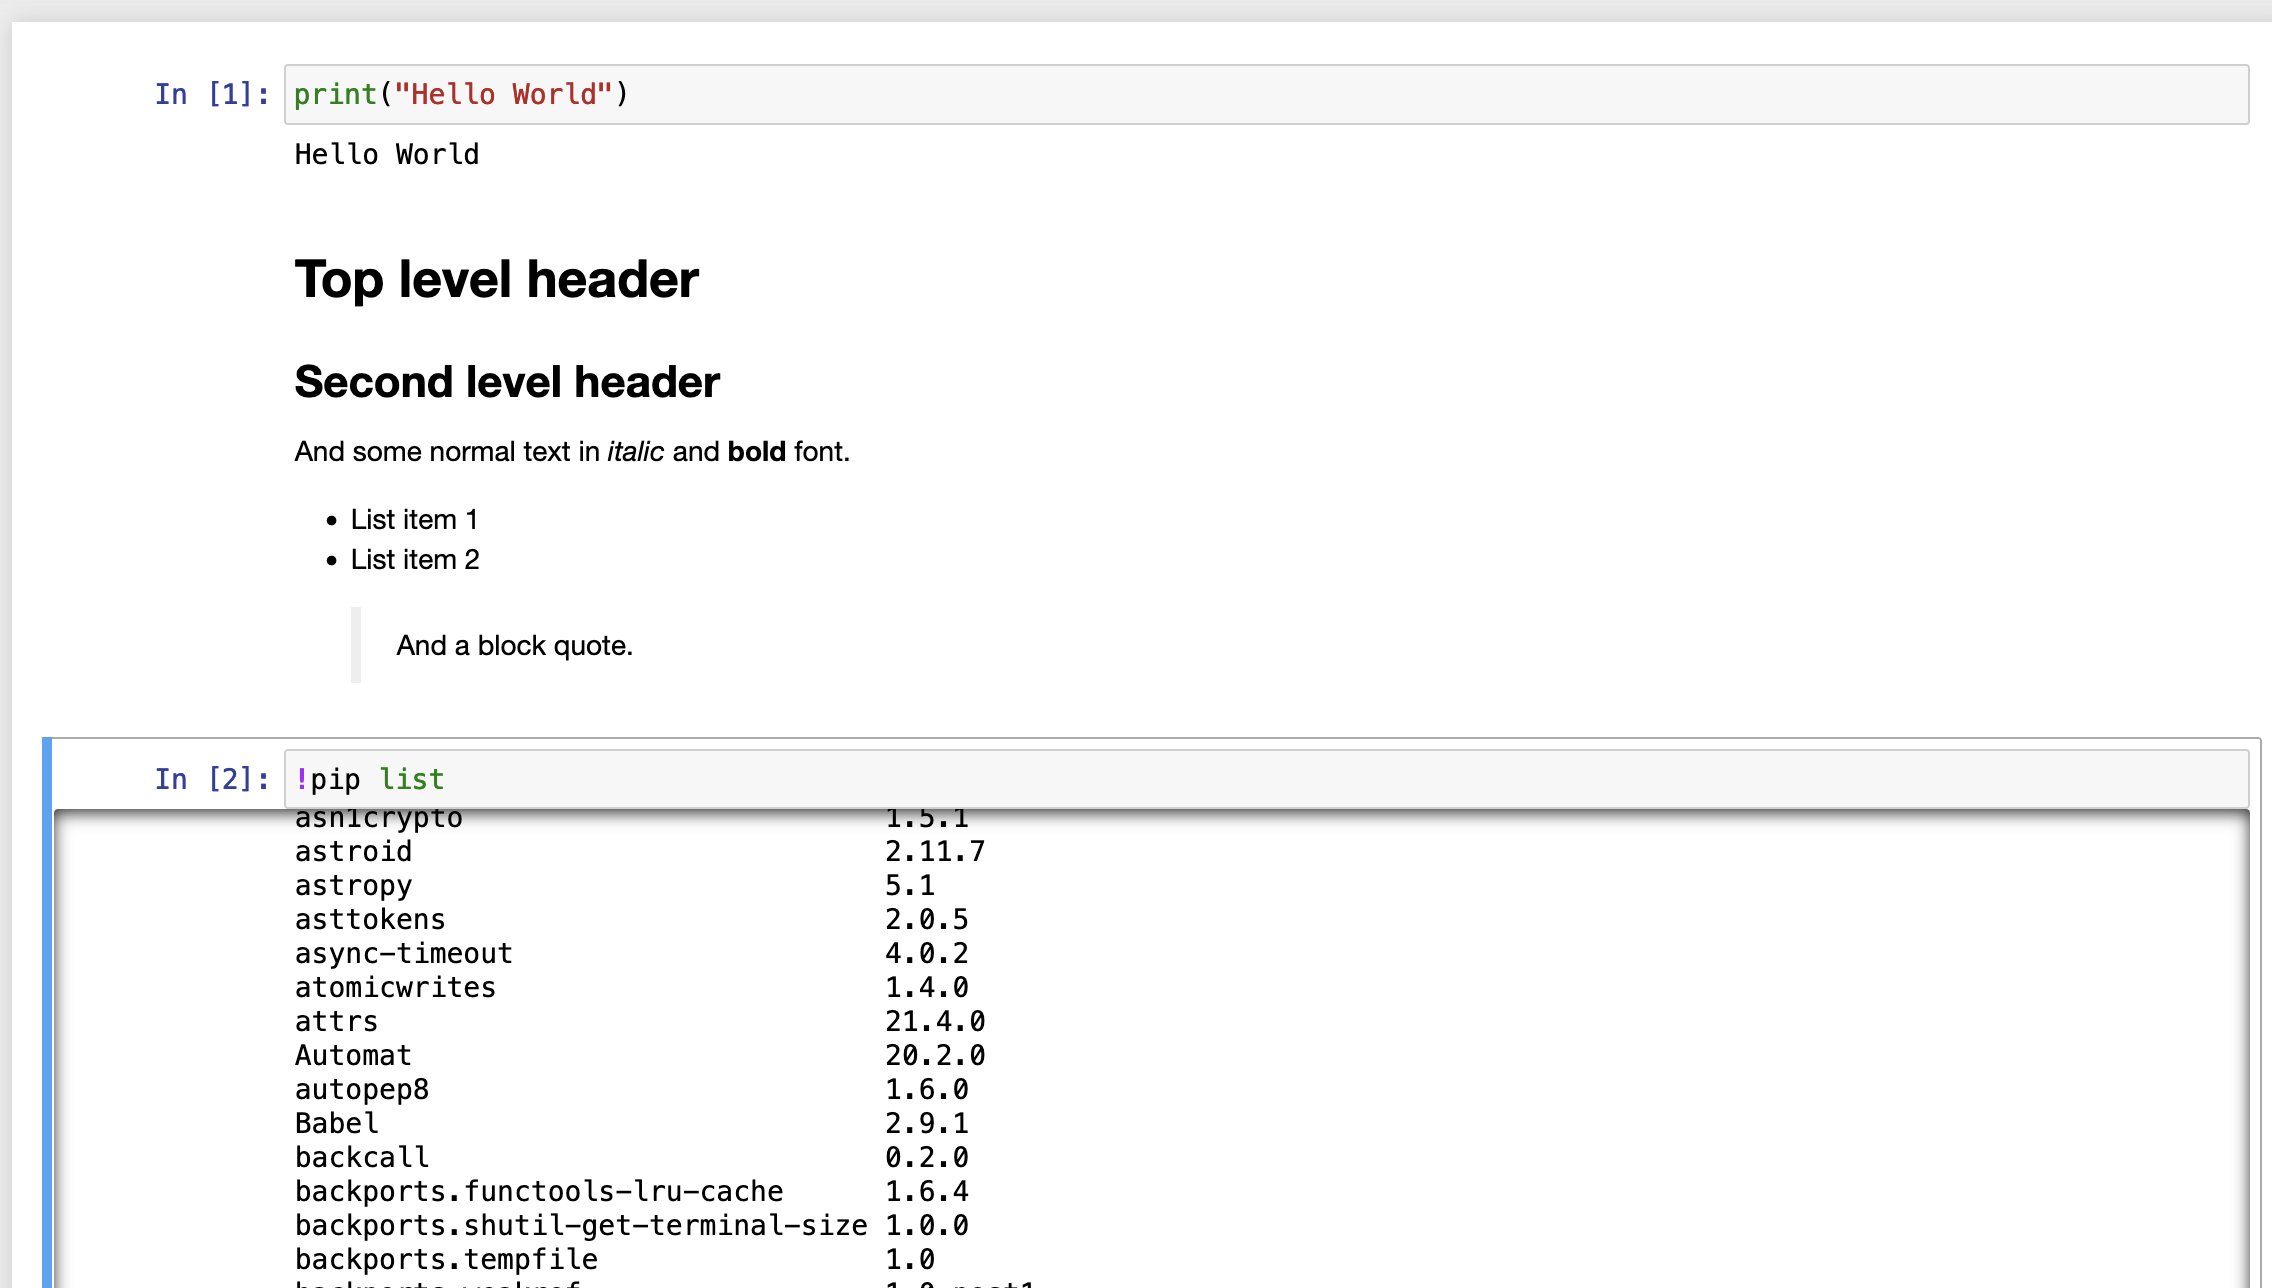 In [1]: print("Hello World")
Hello World
Top level header
Second level header
And some normal text in italic and bold font.
• List item 1
• List item 2
And a block quote.
In [2]: !pip list
asn1crypto 1.5.1
astroid 2.11.7
astropy 5.1
asttokens 2.0.5
async-timeout 4.0.2
atomicwrites 1.4.0
attrs 21.4.0
Automat 20.2.0
autopep8 1.6.0
Babel 2.9.1
backcall 0.2.0
backports.functools-lru-cache 1.6.4
backports.shutil-get-terminal-size 1.0.0
backports.tempfile 1.0